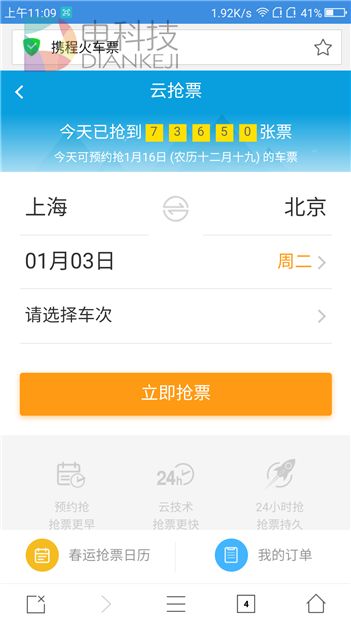 上午11:09 1.92K/s 41%
电科技
DIANKEJI
携程火车票
云抢票
今天已抢到73650张票
今天可预约抢1月16日 (农历十二月十九) 的车票
上海 北京
01月03日 周二
请选择车次
立即抢票
24h
预约抢 云技术 24小时抢
抢票更早 抢票更快 抢票持久
春运抢票日历 我的订单
4